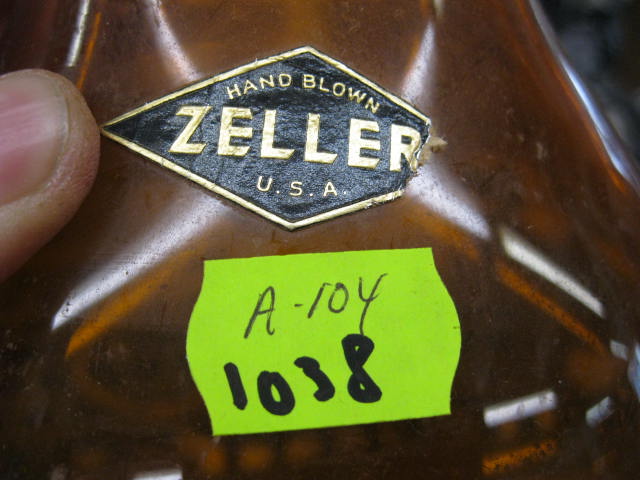 HAND BLOWN
ZELLER
U.S.A.
A-104
1038